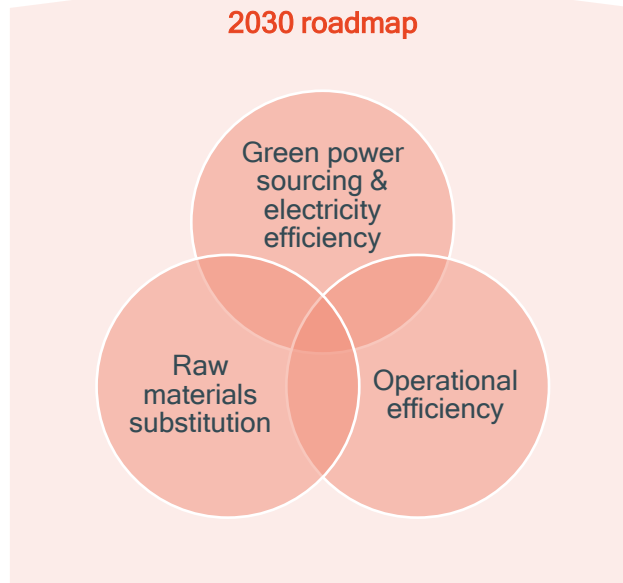 2030 roadmap
Green power
sourcing &
electricity
efficiency
Raw
materials
substitution
Operational
efficiency